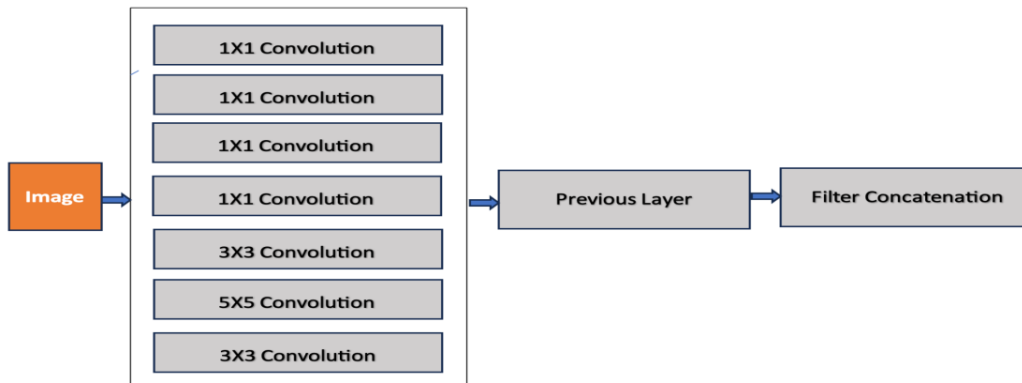 1X1 Convolution
1X1 Convolution
1X1 Convolution
Image
1X1 Convolution
Previous Layer
Filter Concatenation
3X3 Convolution
5X5 Convolution
3X3 Convolution